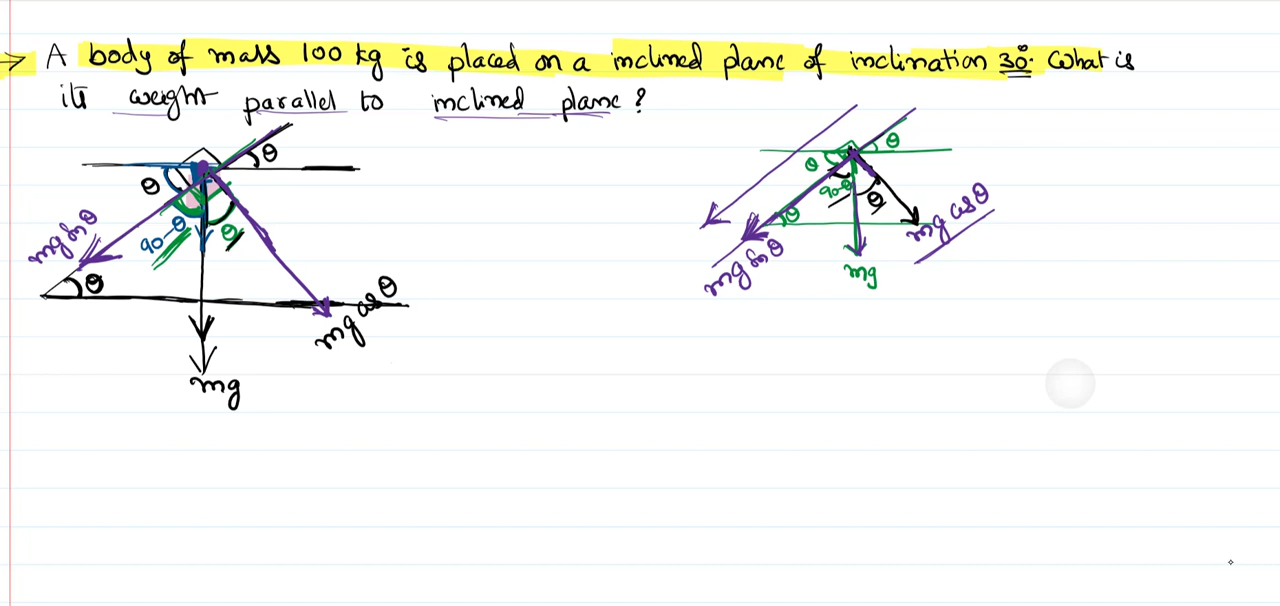 → A body of mass 100 kg is placed on a inclined plane of inclination 30°. What is
its weight parallel to inclined plane?
θ
θ
mg sinθ
90-θ
θ
θ
mg cosθ
mg
θ
θ
90-θ
θ
θ
mg cosθ
mg sinθ
mg